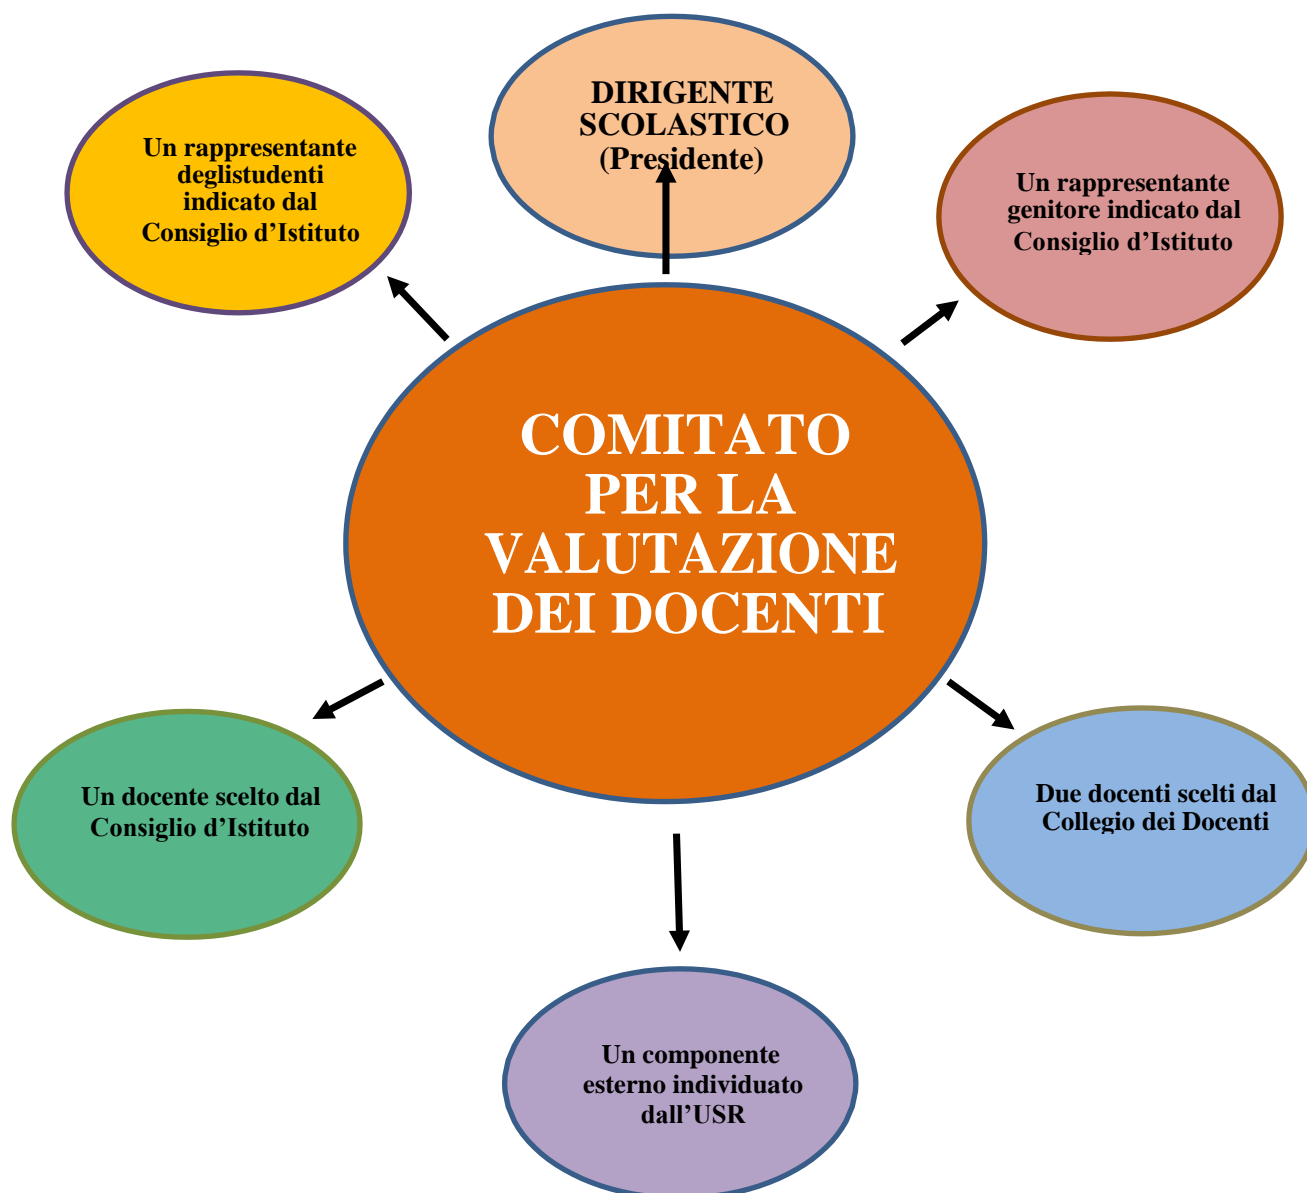 DIRIGENTE
SCOLASTICO
(Presidente)
Un rappresentante
deglistudenti
indicato dal
Consiglio d’Istituto
Un rappresentante
genitore indicato dal
Consiglio d’Istituto
COMITATO
PER LA
VALUTAZIONE
DEI DOCENTI
Un docente scelto dal
Consiglio d’Istituto
Due docenti scelti dal
Collegio dei Docenti
Un componente
esterno individuato
dall’USR